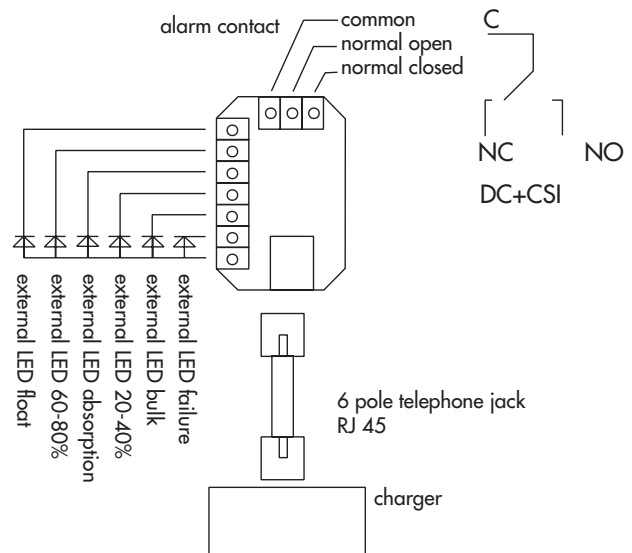 alarm contact
common
normal open
normal closed
C
NC
NO
DC+CSI
external LED float
external LED 60-80%
external LED absorption
external LED 20-40%
external LED bulk
external LED failure
6 pole telephone jack
RJ 45
charger